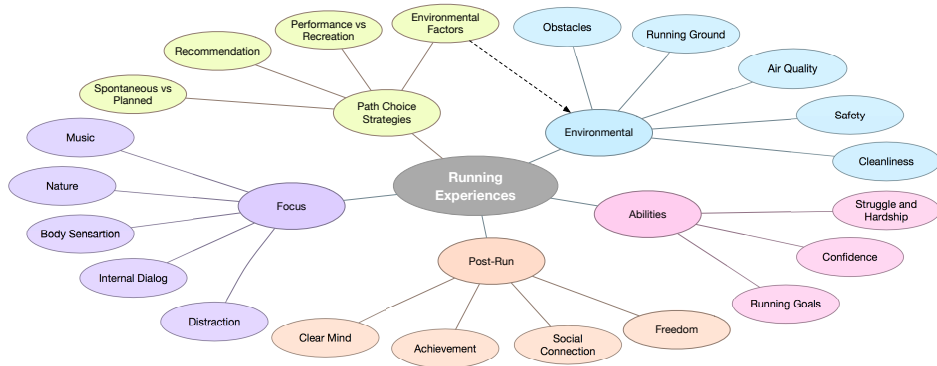 Environmental
Factors
Performance vs
Recreation
Obstacles
Running Ground
Recommendation
Air Quality
Spontaneous vs
Planned
Path Choice
Strategies
Safety
Environmental
Music
Cleanliness
Running
Experiences
Nature
Focus
Abilities
Struggle and
Hardship
Body Sensartion
Confidence
Post-Run
Internal Dialog
Running Goals
Distraction
Clear Mind
Achievement
Social
Connection
Freedom